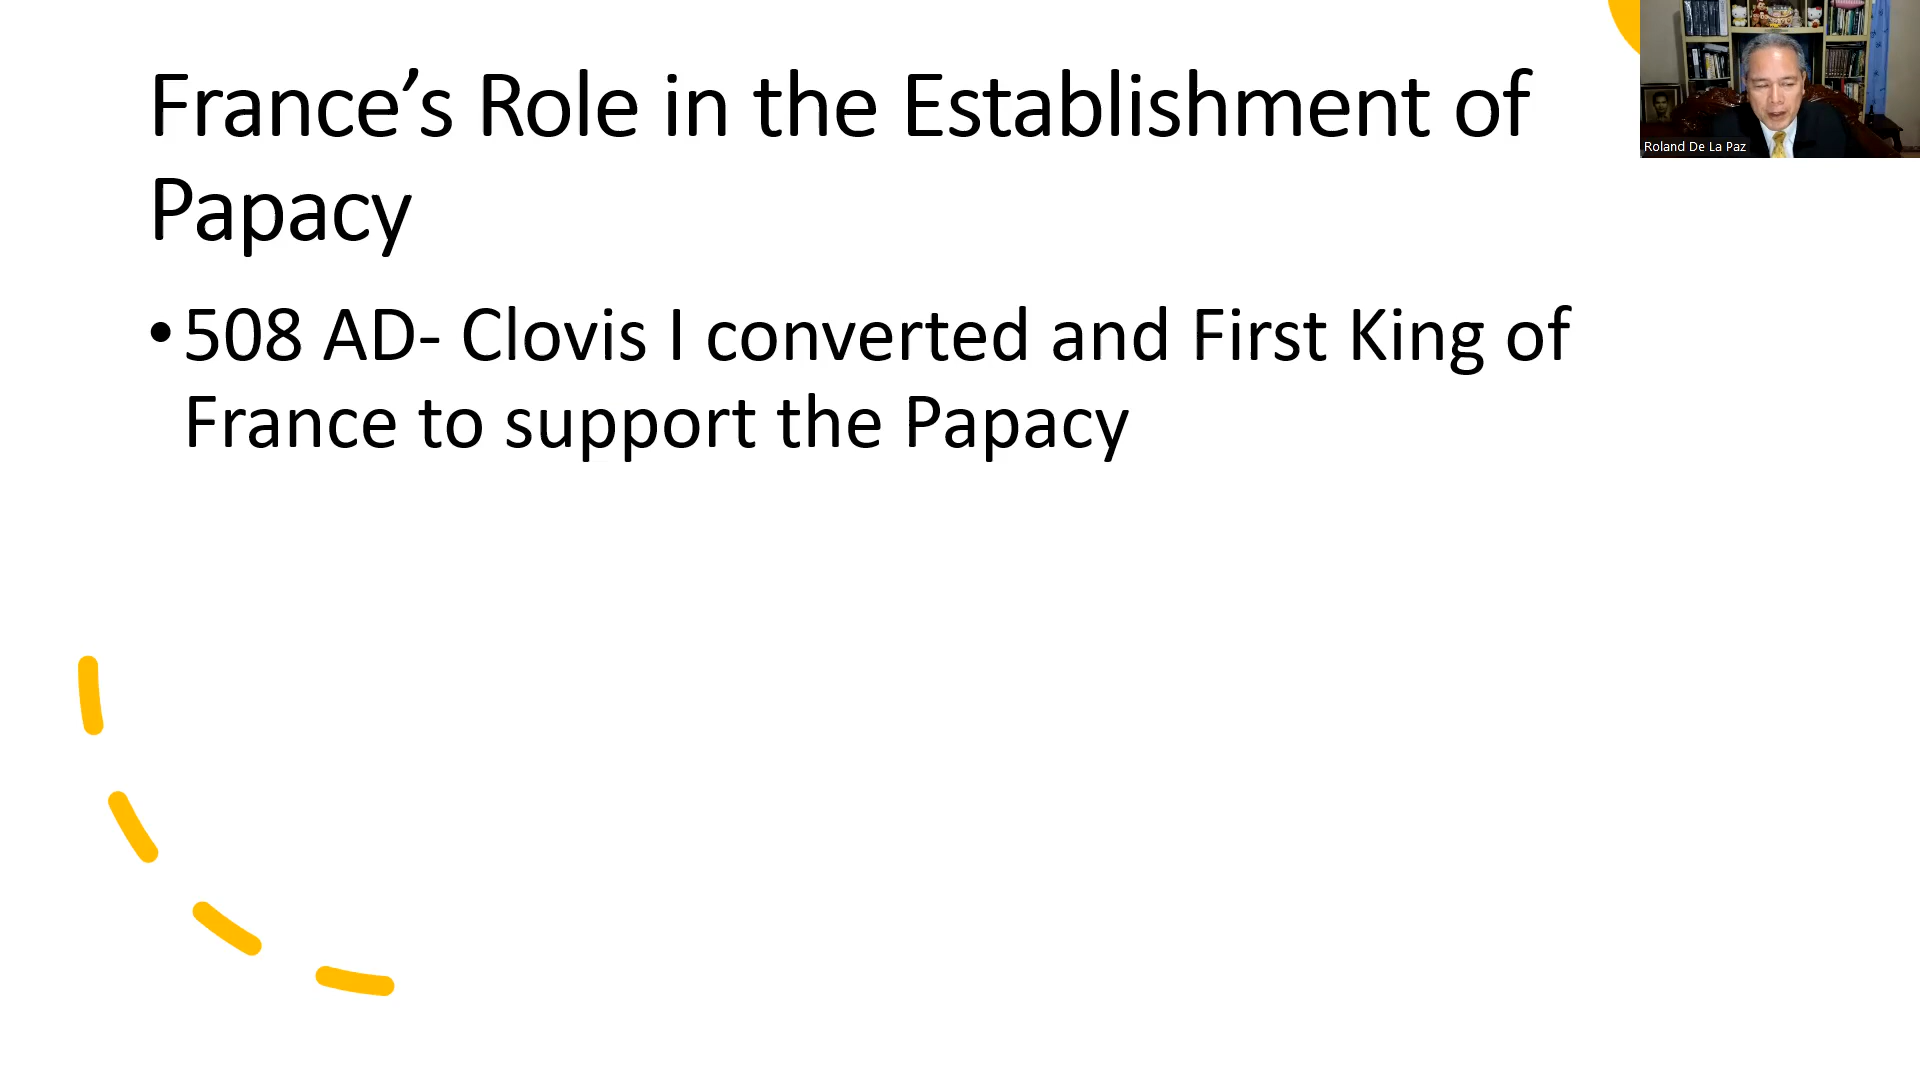 France’s Role in the Establishment of
Papacy
•508 AD- Clovis I converted and First King of
France to support the Papacy
Roland De La Paz